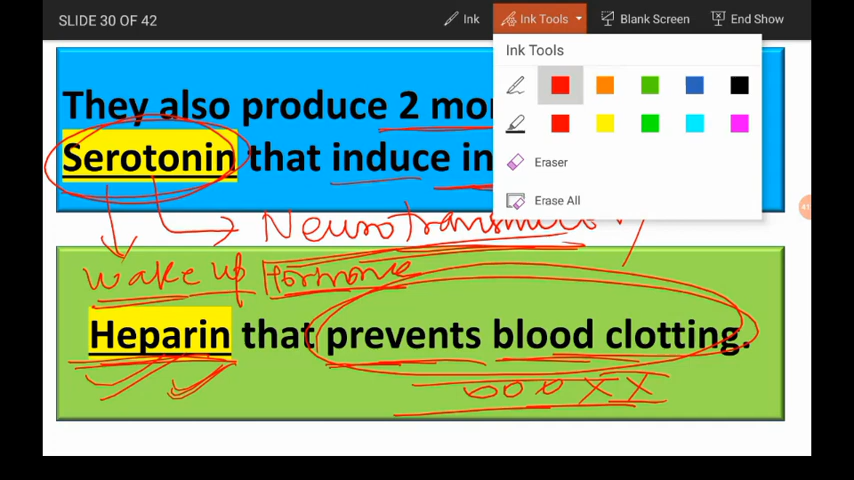 SLIDE 30 OF 42
Ink
Ink Tools
Blank Screen
End Show
Ink Tools
Eraser
Erase All
They also produce 2 mor
Serotonin that induce in
Neurotransmitter
wake up Hormone
Heparin that prevents blood clotting.